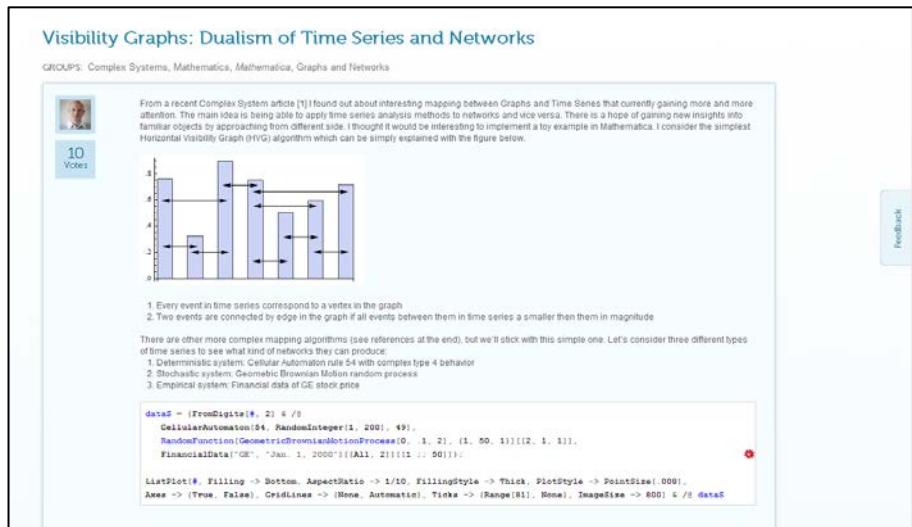 Visibility Graphs: Dualism of Time Series and Networks
GROUPS: Complex Systems, Mathematics, Mathematica, Graphs and Networks
10
Votes
From a recent Complex System article [1] I found out about interesting mapping between Graphs and Time Series that currently gaining more and more
attention. The main idea is being able to apply time series analysis methods to networks and vice versa. There is a hope of gaining new insights into
familiar objects by approaching from different side. I thought it would be interesting to implement a toy example in Mathematica. I consider the simplest
Horizontal Visibility Graph (HVG) algorithm which can be simply explained with the figure below.
.8
.6
.4
.2
.0
1. Every event in time series correspond to a vertex in the graph
2. Two events are connected by edge in the graph if all events between them in time series a smaller then them in magnitude
There are other more complex mapping algorithms (see references at the end), but we'll stick with this simple one. Let's consider three different types
of time series to see what kind of networks they can produce:
1. Deterministic system: Cellular Automaton rule 54 with complex type 4 behavior
2. Stochastic system: Geometric Brownian Motion random process
3. Empirical system: Financial data of GE stock price
dataS = {FromDigits[#, 2] & /@
CellularAutomaton[54, RandomInteger[1, 200], 49],
RandomFunction[GeometricBrownianMotionProcess[0, .1, 2], {1, 50, 1}][[2, 1, 1]],
FinancialData["GE", "Jan. 1, 2000"][[All, 2]][[1 ;; 50]]};
ListPlot[#, Filling -> Bottom, AspectRatio -> 1/10, FillingStyle -> Thick, PlotStyle -> PointSize[.008],
Axes -> {True, False}, GridLines -> {None, Automatic}, Ticks -> {Range[81], None}, ImageSize -> 800] & /@ dataS
Feedback